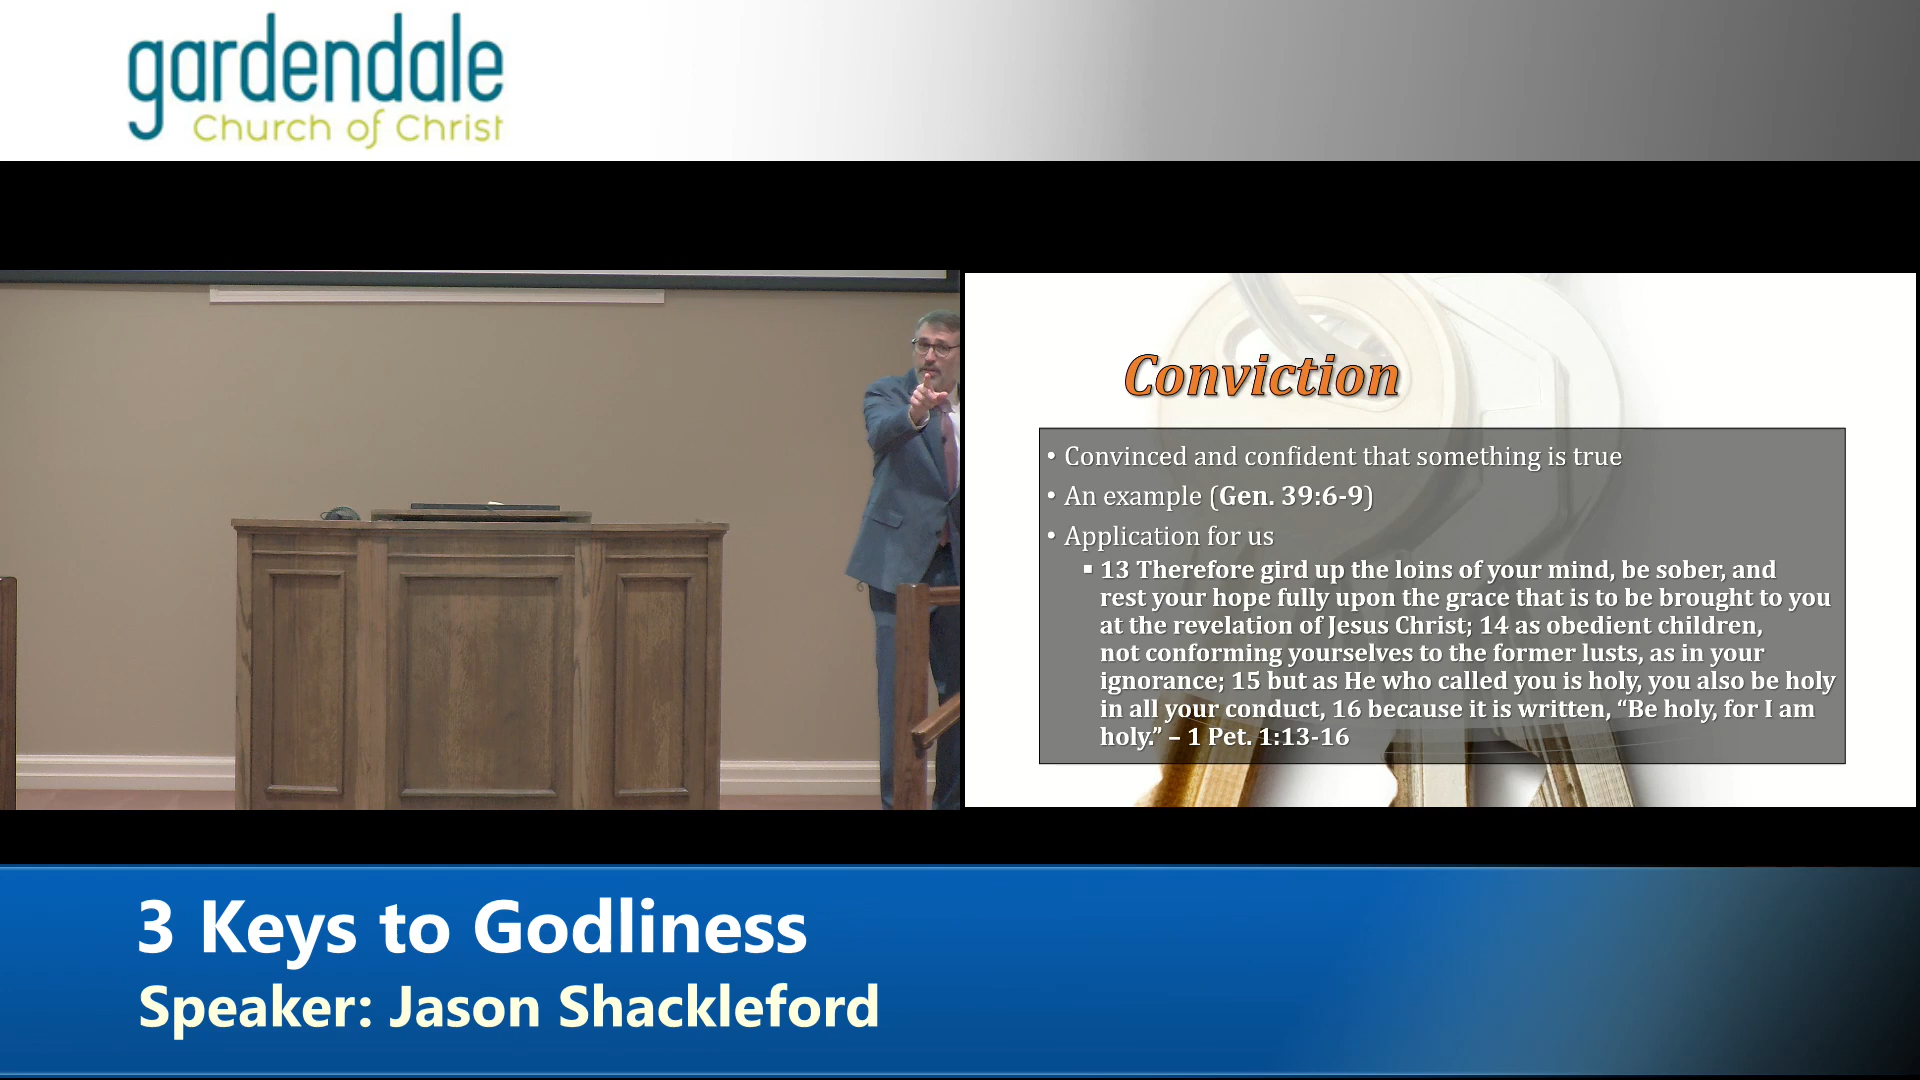 gardendale
Church of Christ
Conviction
• Convinced and confident that something is true
• An example (Gen. 39:6-9)
• Application for us
▪ 13 Therefore gird up the loins of your mind, be sober, and
rest your hope fully upon the grace that is to be brought to you
at the revelation of Jesus Christ; 14 as obedient children,
not conforming yourselves to the former lusts, as in your
ignorance; 15 but as He who called you is holy, you also be holy
in all your conduct, 16 because it is written, “Be holy, for I am
holy.” – 1 Pet. 1:13-16
3 Keys to Godliness
Speaker: Jason Shackleford